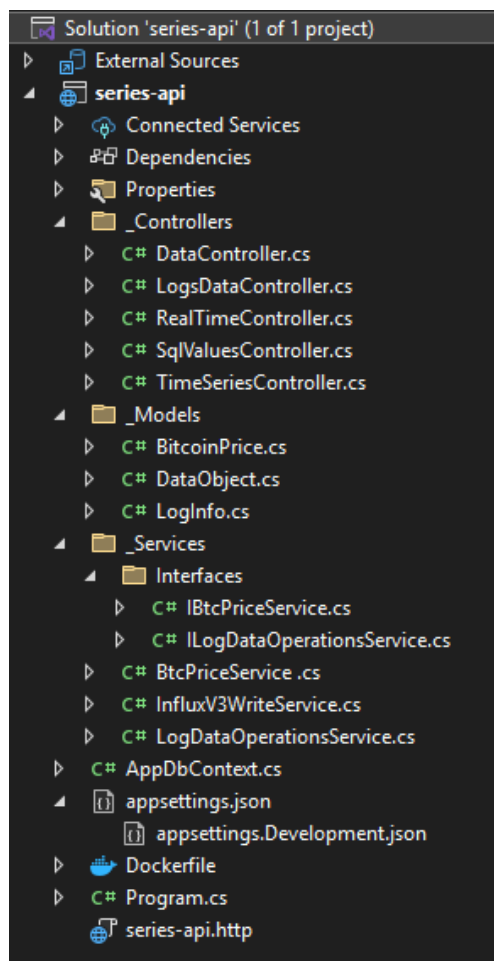 Solution 'series-api' (1 of 1 project)
External Sources
series-api
Connected Services
Dependencies
Properties
_Controllers
C# DataController.cs
C# LogsDataController.cs
C# RealTimeController.cs
C# SqlValuesController.cs
C# TimeSeriesController.cs
_Models
C# BitcoinPrice.cs
C# DataObject.cs
C# LogInfo.cs
_Services
Interfaces
C# IBtcPriceService.cs
C# ILogDataOperationsService.cs
C# BtcPriceService .cs
C# InfluxV3WriteService.cs
C# LogDataOperationsService.cs
C# AppDbContext.cs
appsettings.json
appsettings.Development.json
Dockerfile
C# Program.cs
series-api.http